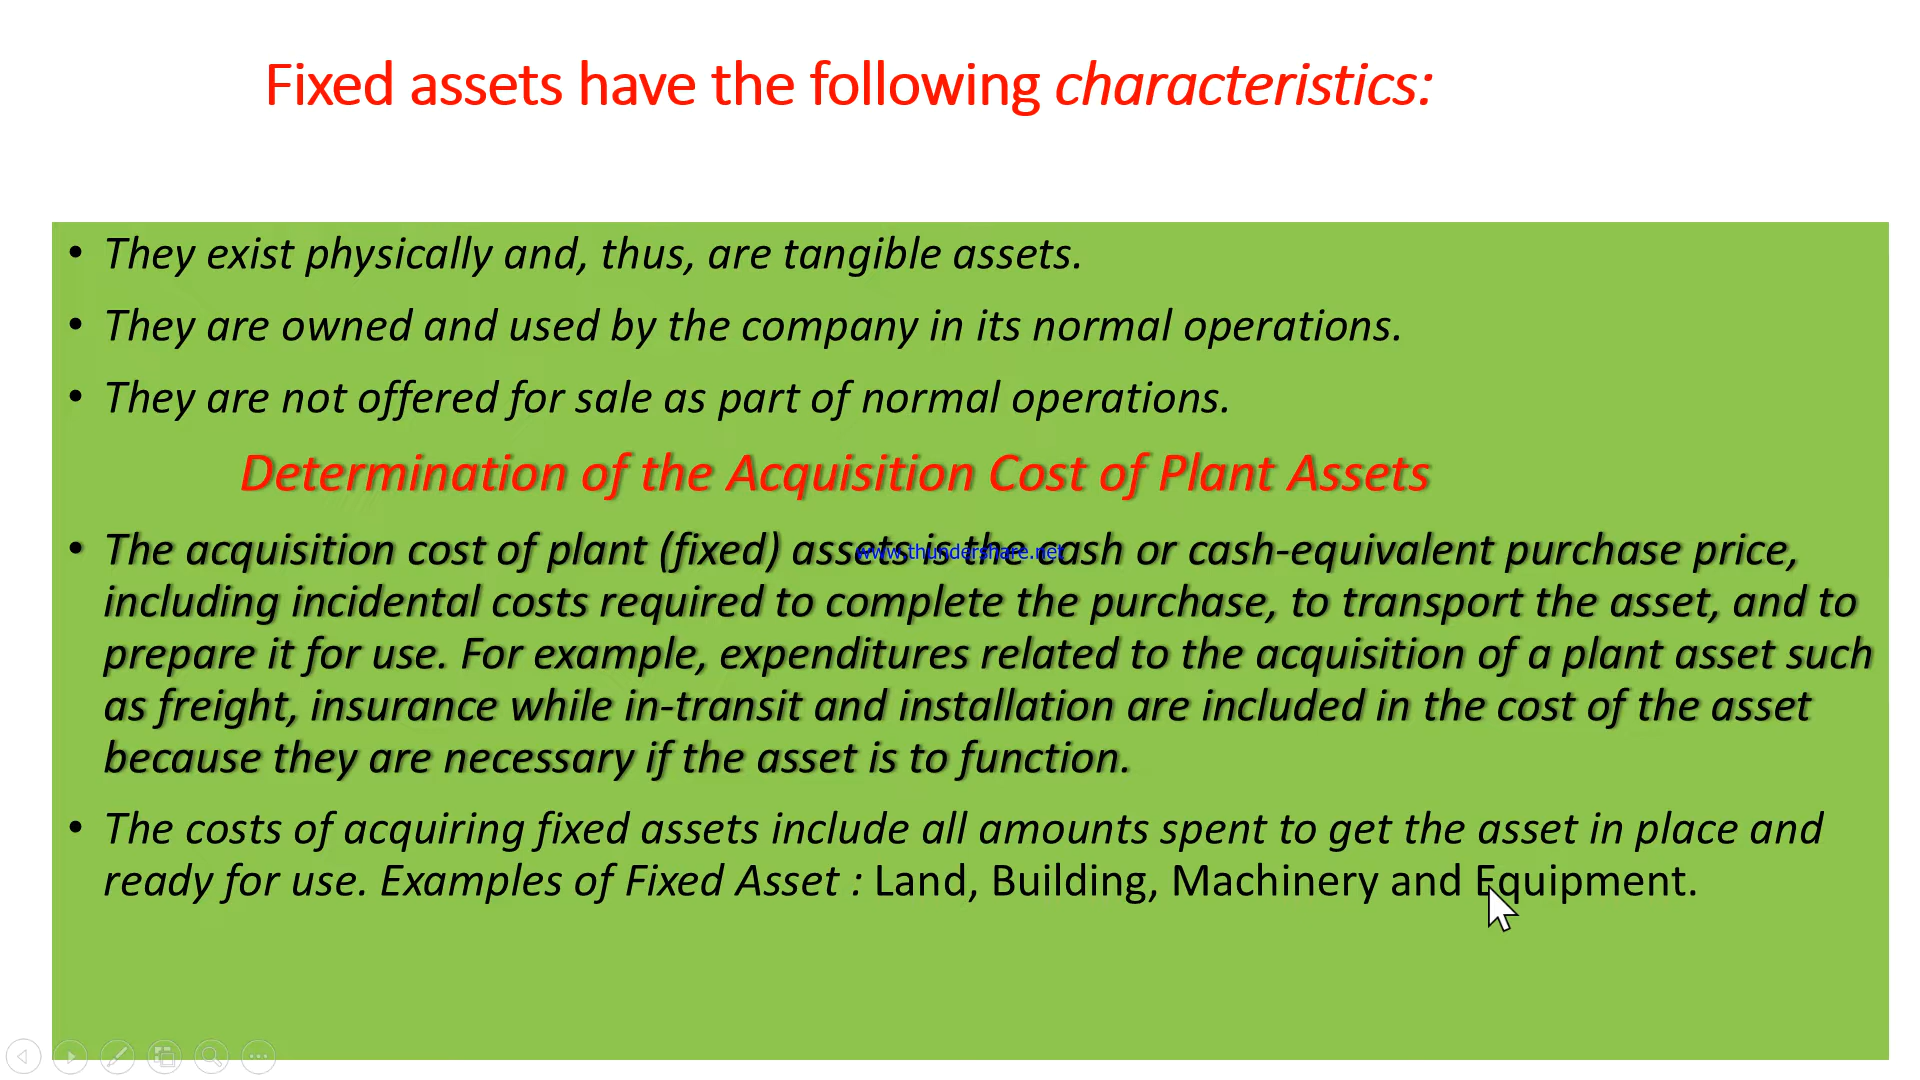 Fixed assets have the following characteristics:
• They exist physically and, thus, are tangible assets.
• They are owned and used by the company in its normal operations.
• They are not offered for sale as part of normal operations.
Determination of the Acquisition Cost of Plant Assets
• The acquisition cost of plant (fixed) assets is the cash or cash-equivalent purchase price,
www.thundershare.net
including incidental costs required to complete the purchase, to transport the asset, and to
prepare it for use. For example, expenditures related to the acquisition of a plant asset such
as freight, insurance while in-transit and installation are included in the cost of the asset
because they are necessary if the asset is to function.
• The costs of acquiring fixed assets include all amounts spent to get the asset in place and
ready for use. Examples of Fixed Asset : Land, Building, Machinery and Equipment.